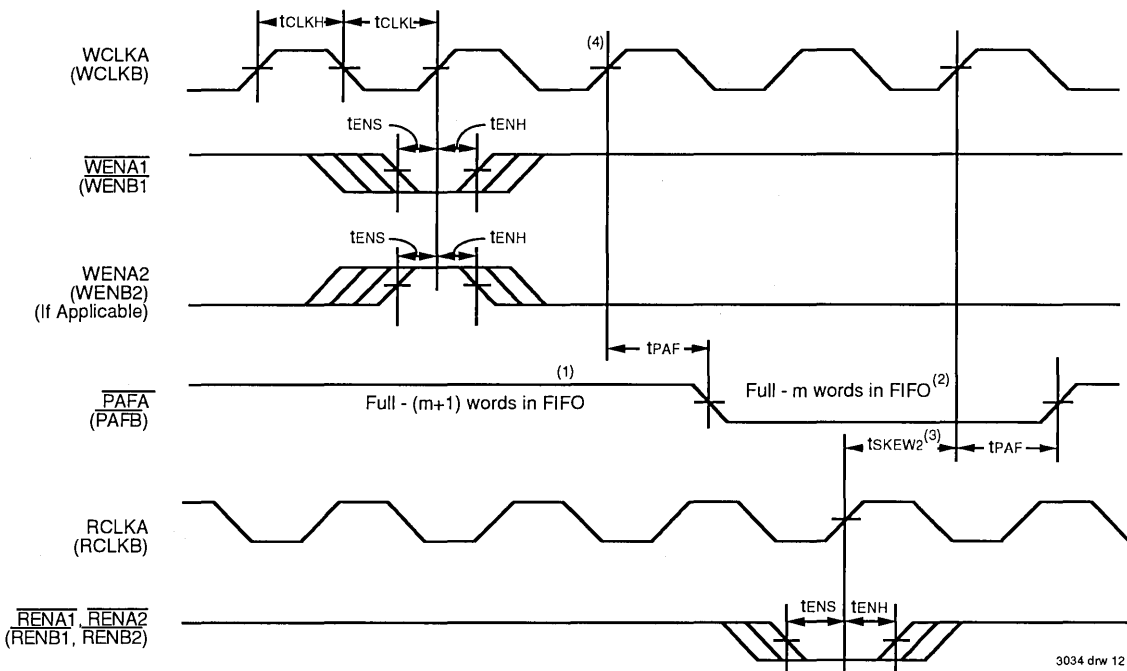 tCLKH tCLKL
(4)
WCLKA
(WCLKB)
tENS tENH
WENA1
(WENB1
tENS tENH
WENA2
(WENB2)
(If Applicable)
tPAF
(1)
PAFA
(PAFB)
Full - (m+1) words in FIFO
Full - m words in FIFO(2)
tSKEW2(3) tPAF
RCLKA
(RCLKB)
tENS tENH
RENA1, RENA2
(RENB1, RENB2)
3034 drw 12